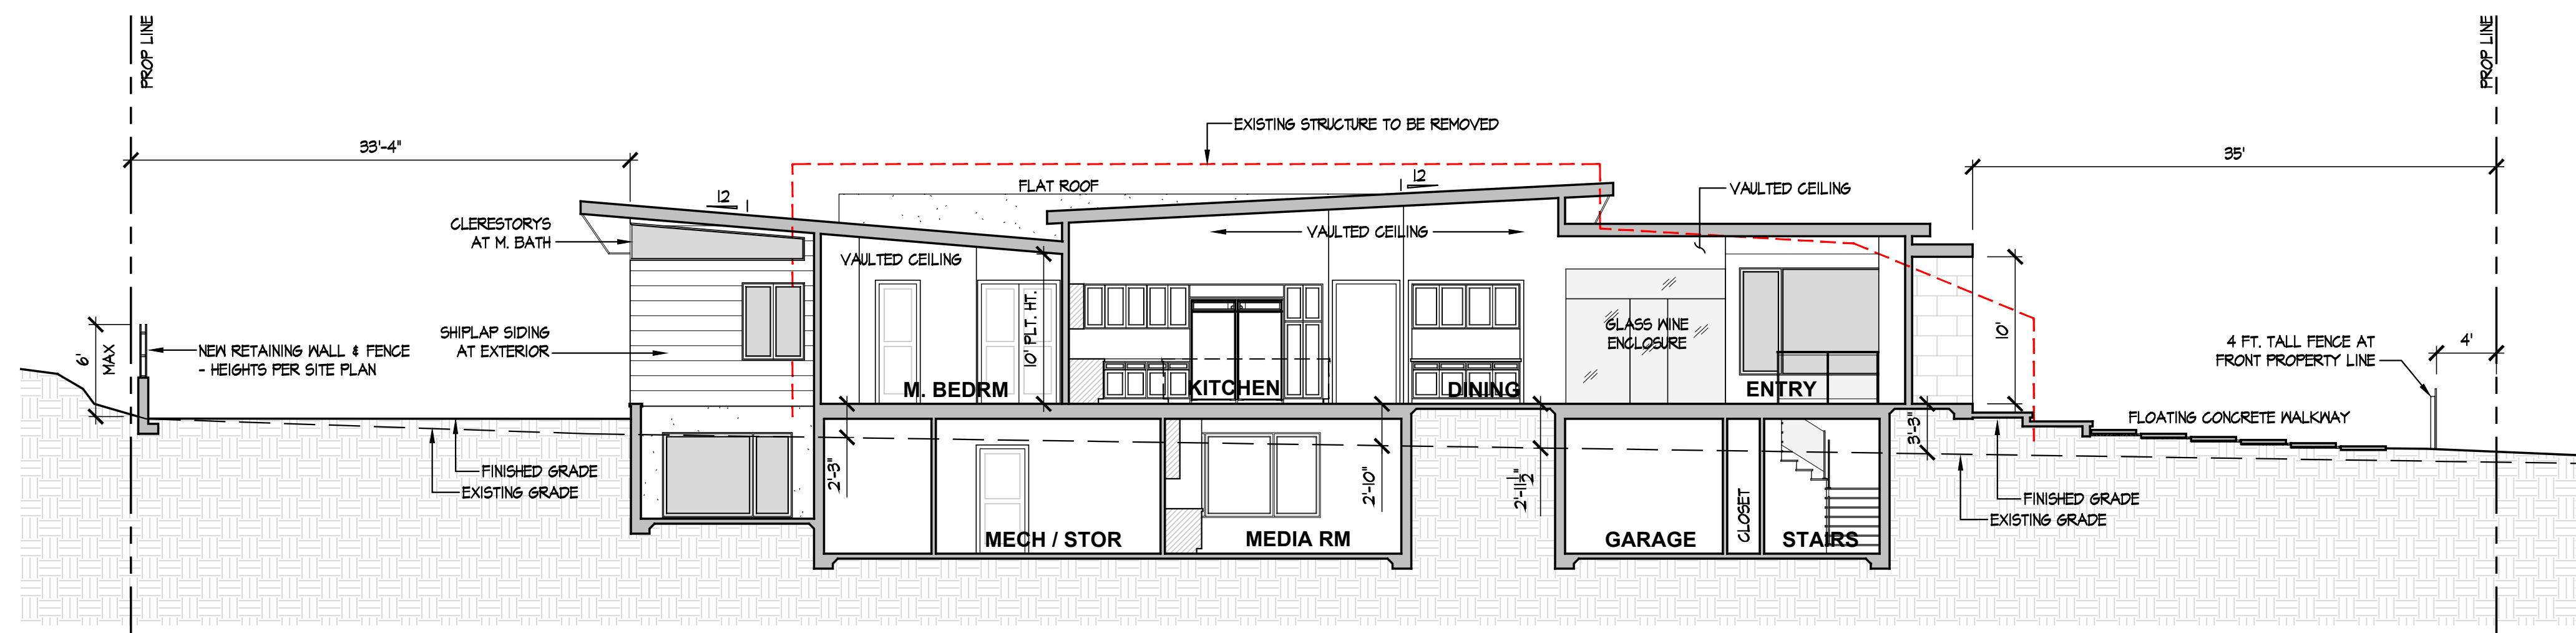 PROP LINE
PROP LINE
EXISTING STRUCTURE TO BE REMOVED
33'-4"
35'
12
1
FLAT ROOF
1
12
VAULTED CEILING
CLERESTORYS
AT M. BATH
VAULTED CEILING
VAULTED CEILING
10' PLT. HT.
6'
MAX
NEW RETAINING WALL & FENCE
- HEIGHTS PER SITE PLAN
SHIPLAP SIDING
AT EXTERIOR
GLASS WINE
ENCLOSURE
10'
4 FT. TALL FENCE AT
FRONT PROPERTY LINE
4'
M. BEDRM
KITCHEN
DINING
ENTRY
FLOATING CONCRETE WALKWAY
3'-3"
2'-3"
2'-10"
2'-11 1/2"
FINISHED GRADE
EXISTING GRADE
FINISHED GRADE
EXISTING GRADE
MECH / STOR
MEDIA RM
GARAGE
CLOSET
STAIRS